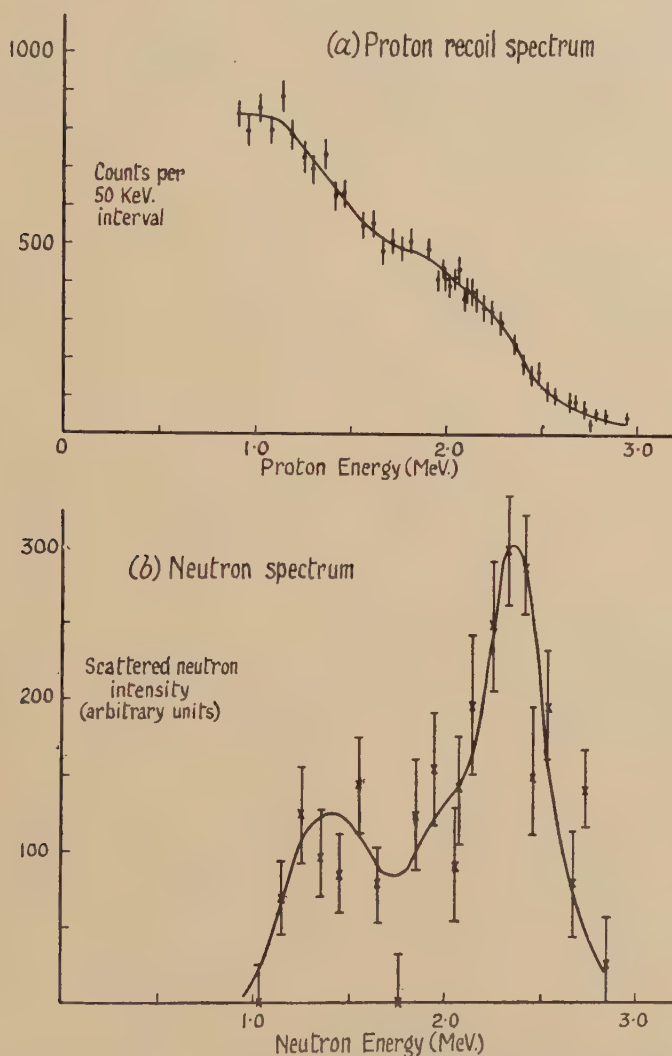 (a) Proton recoil spectrum
1000
Counts per
50 KeV.
interval
500
0
1·0
2·0
3·0
Proton Energy (MeV.)
300
(b) Neutron spectrum
Scattered neutron
intensity
(arbitrary units)
200
100
1·0
2·0
3·0
Neutron Energy (MeV.)